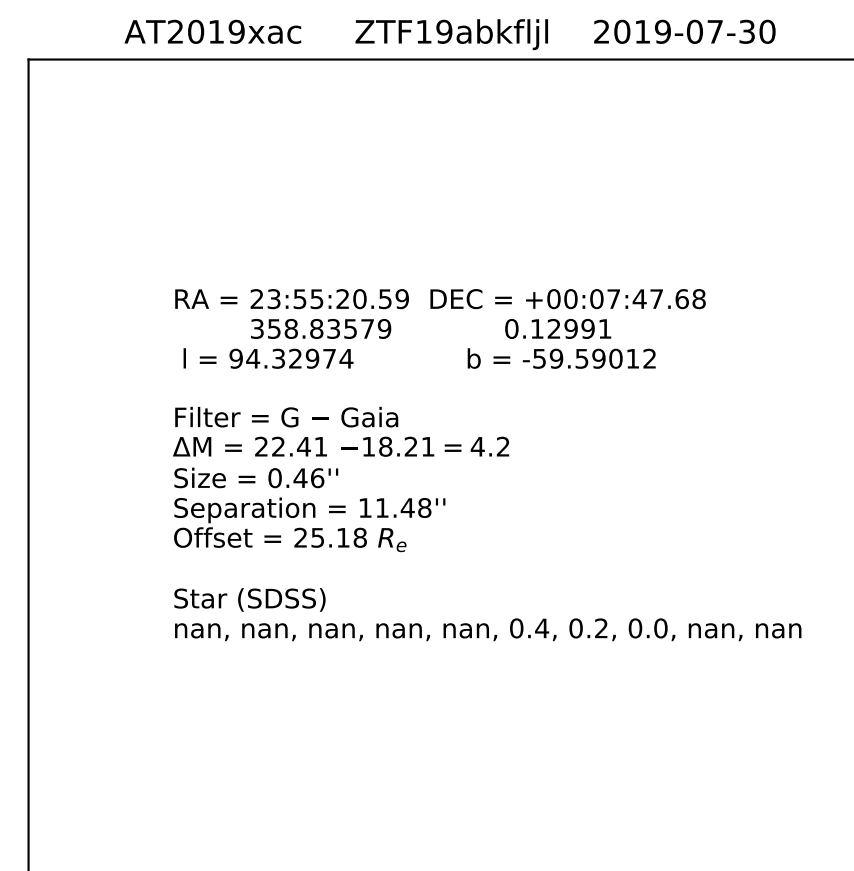 AT2019xac ZTF19abkfljl 2019-07-30
RA = 23:55:20.59 DEC = +00:07:47.68
358.83579 0.12991
l = 94.32974 b = -59.59012
Filter = G − Gaia
ΔM = 22.41 −18.21 = 4.2
Size = 0.46''
Separation = 11.48''
Offset = 25.18 Re
Star (SDSS)
nan, nan, nan, nan, nan, 0.4, 0.2, 0.0, nan, nan